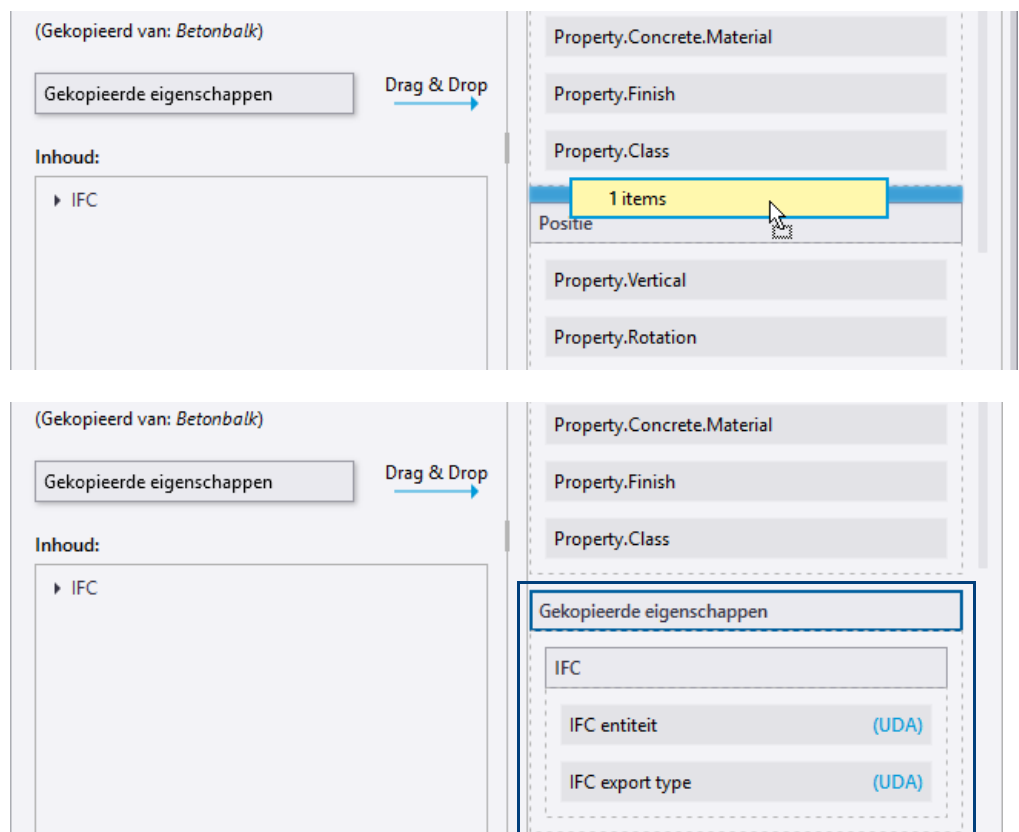 (Gekopieerd van: Betonbalk)
Gekopieerde eigenschappen
Drag & Drop
Inhoud:
IFC
Property.Concrete.Material
Property.Finish
Property.Class
1 items
Positie
Property.Vertical
Property.Rotation
(Gekopieerd van: Betonbalk)
Gekopieerde eigenschappen
Drag & Drop
Inhoud:
IFC
Property.Concrete.Material
Property.Finish
Property.Class
Gekopieerde eigenschappen
IFC
IFC entiteit (UDA)
IFC export type (UDA)